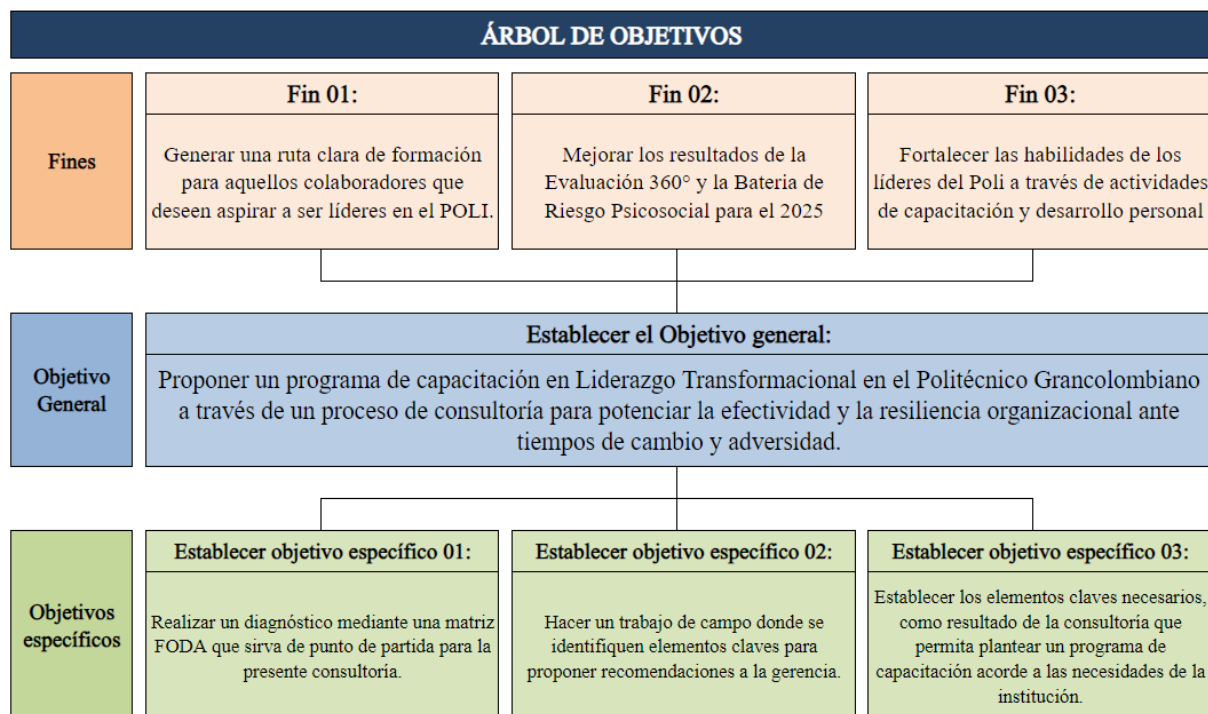 ÁRBOL DE OBJETIVOS
Fines
Fin 01:
Generar una ruta clara de formación
para aquellos colaboradores que
deseen aspirar a ser líderes en el POLI.
Fin 02:
Mejorar los resultados de la
Evaluación 360° y la Bateria de
Riesgo Psicosocial para el 2025
Fin 03:
Fortalecer las habilidades de los
líderes del Poli a través de actividades
de capacitación y desarrollo personal
Objetivo
General
Establecer el Objetivo general:
Proponer un programa de capacitación en Liderazgo Transformacional en el Politécnico Grancolombiano
a través de un proceso de consultoría para potenciar la efectividad y la resiliencia organizacional ante
tiempos de cambio y adversidad.
Objetivos
específicos
Establecer objetivo específico 01:
Realizar un diagnóstico mediante una matriz
FODA que sirva de punto de partida para la
presente consultoría.
Establecer objetivo específico 02:
Hacer un trabajo de campo donde se
identifiquen elementos claves para
proponer recomendaciones a la gerencia.
Establecer objetivo específico 03:
Establecer los elementos claves necesarios,
como resultado de la consultoría que
permita plantear un programa de
capacitación acorde a las necesidades de la
institución.